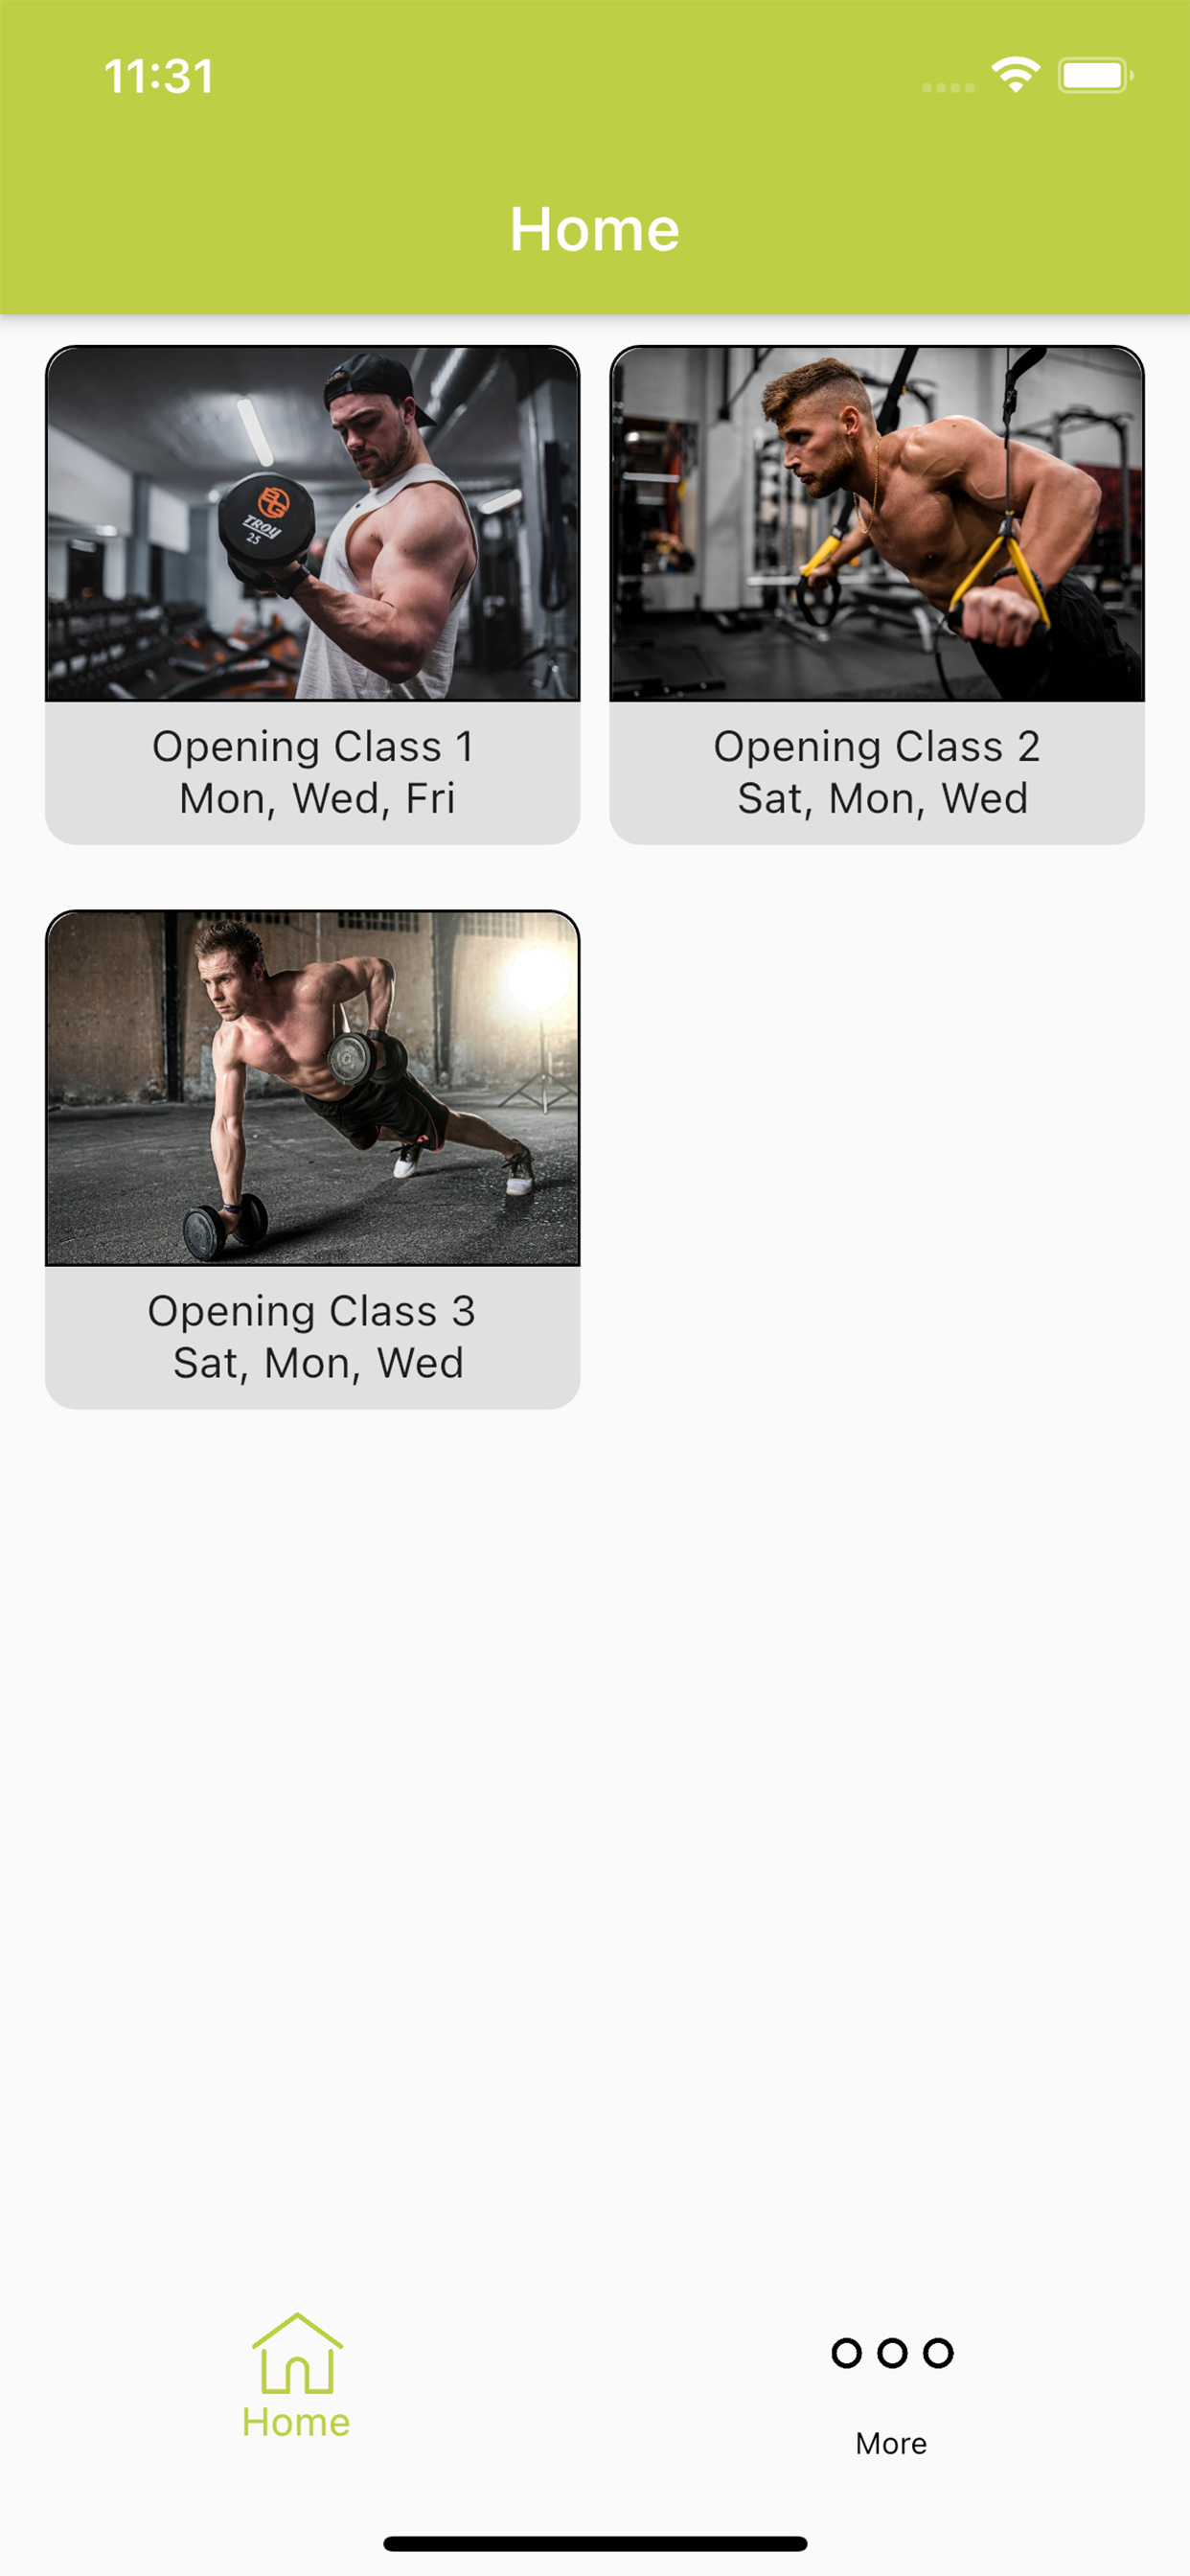 11:31
Home
BLG
TROY
25
Opening Class 1
Mon, Wed, Fri
Opening Class 2
Sat, Mon, Wed
Opening Class 3
Sat, Mon, Wed
Home
More